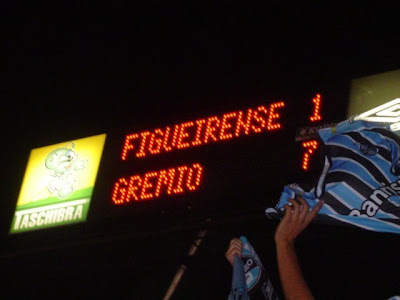 FIGUEIRENSE 1
GREMIO 7
TASCHIBRA